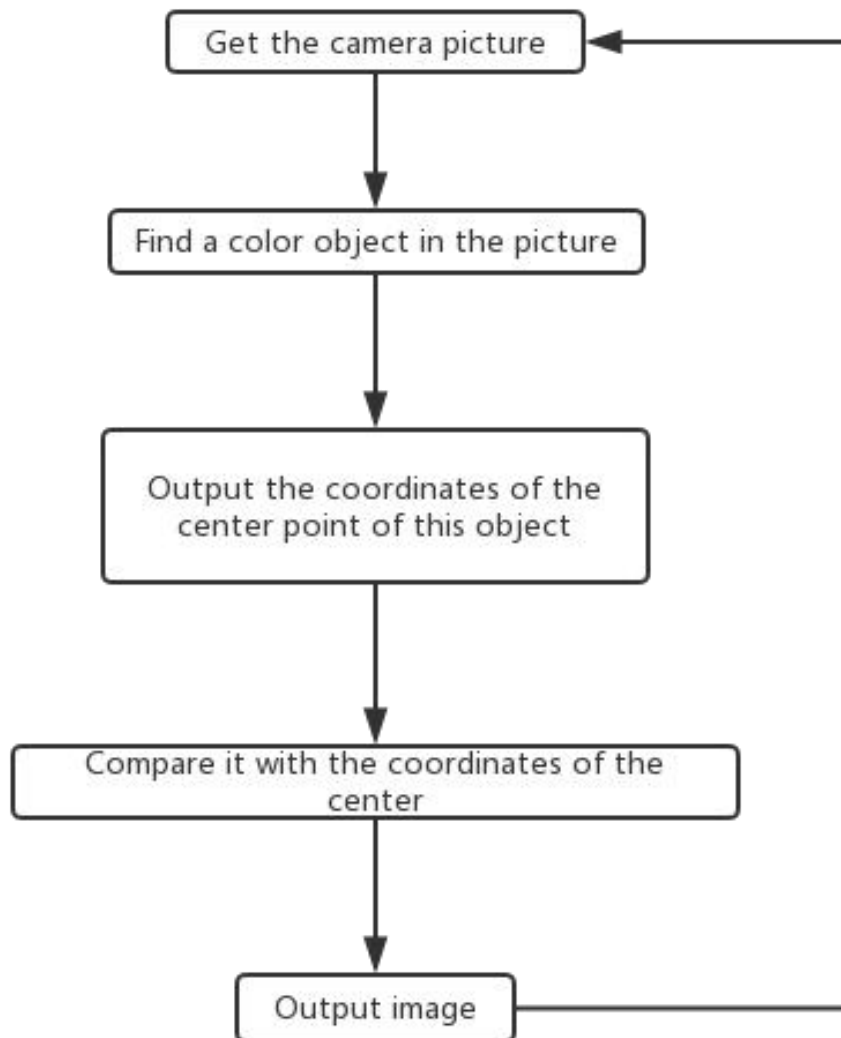 Get the camera picture
Find a color object in the picture
Output the coordinates of the
center point of this object
Compare it with the coordinates of the
center
Output image